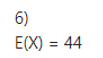 6)
E(X) = 44